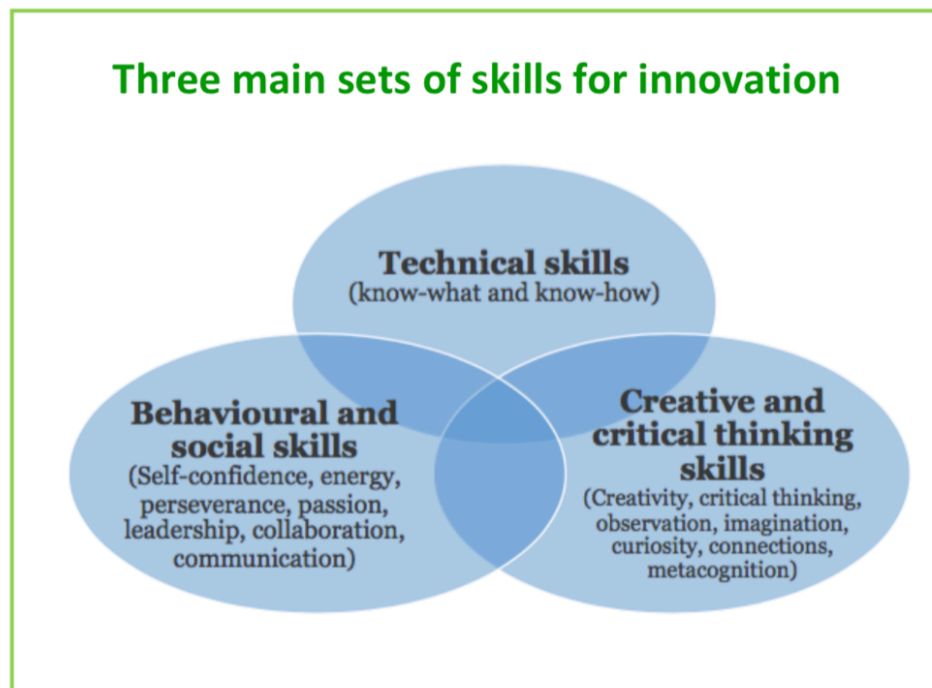 Three main sets of skills for innovation
Technical skills
(know-what and know-how)
Behavioural and
social skills
(Self-confidence, energy,
perseverance, passion,
leadership, collaboration,
communication)
Creative and
critical thinking
skills
(Creativity, critical thinking,
observation, imagination,
curiosity, connections,
metacognition)